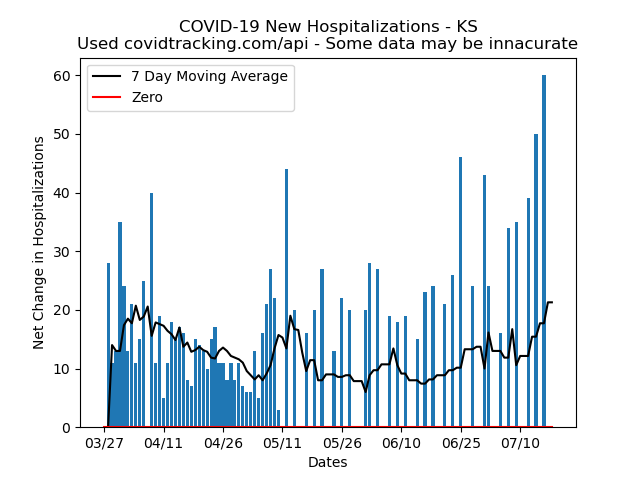 COVID-19 New Hospitalizations - KS
Used covidtracking.com/api - Some data may be innacurate
7 Day Moving Average
Zero
Net Change in Hospitalizations
60
50
40
30
20
10
0
03/27 04/11 04/26 05/11 05/26 06/10 06/25 07/10
Dates